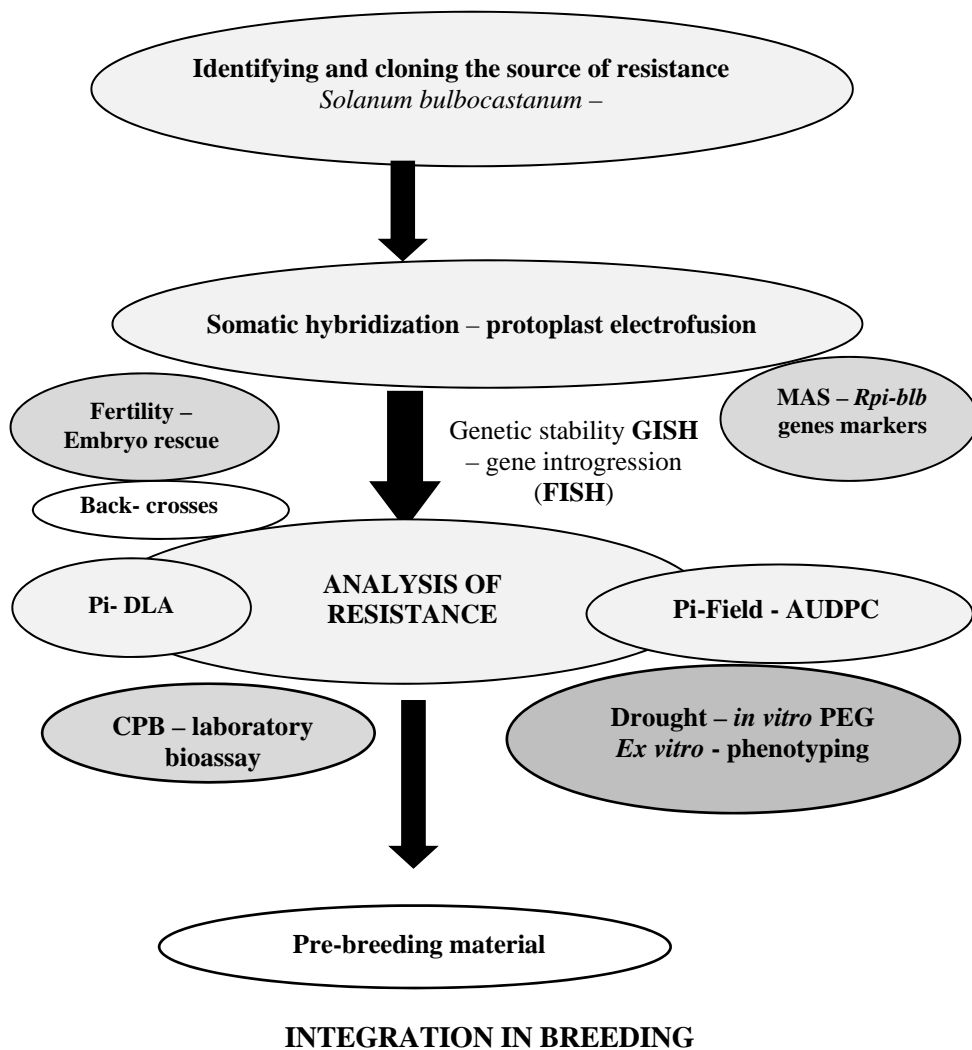 Identifying and cloning the source of resistance
Solanum bulbocastanum –
Somatic hybridization – protoplast electrofusion
Fertility –
Embryo rescue
MAS – Rpi-blb
genes markers
Genetic stability GISH
– gene introgression
(FISH)
Back- crosses
Pi- DLA
ANALYSIS OF
RESISTANCE
Pi-Field - AUDPC
CPB – laboratory
bioassay
Drought – in vitro PEG
Ex vitro - phenotyping
Pre-breeding material
INTEGRATION IN BREEDING